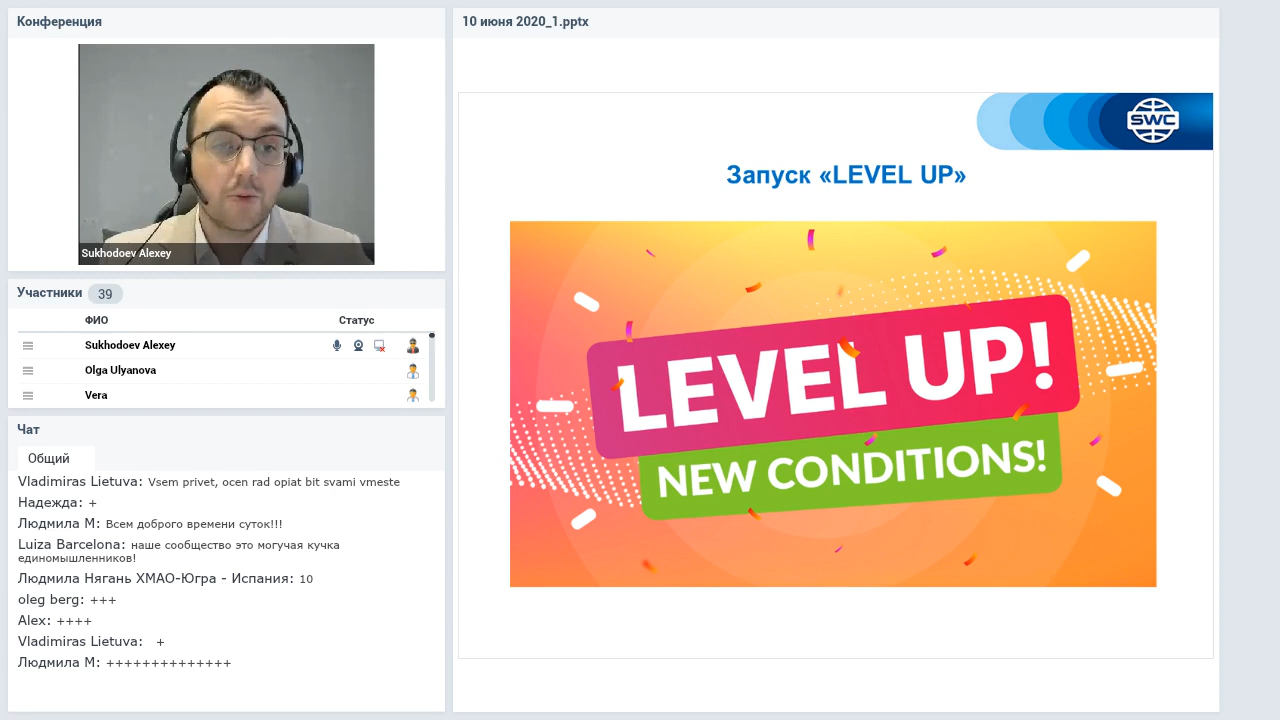 Конференция
Sukhodoev Alexey
Участники 39
ФИО Статус
Sukhodoev Alexey
Olga Ulyanova
Vera
Чат
Общий
Vladimiras Lietuva: Vsem privet, ocen rad opiat bit svami vmeste
Надежда: +
Людмила М: Всем доброго времени суток!!!
Luiza Barcelona: наше сообщество это могучая кучка
единомышленников!
Людмила Нягань ХМАО-Югра - Испания: 10
oleg berg: +++
Alex: ++++
Vladimiras Lietuva: +
Людмила М: ++++++++++++++
10 июня 2020_1.pptx
SWC
Запуск «LEVEL UP»
LEVEL UP!
NEW CONDITIONS!